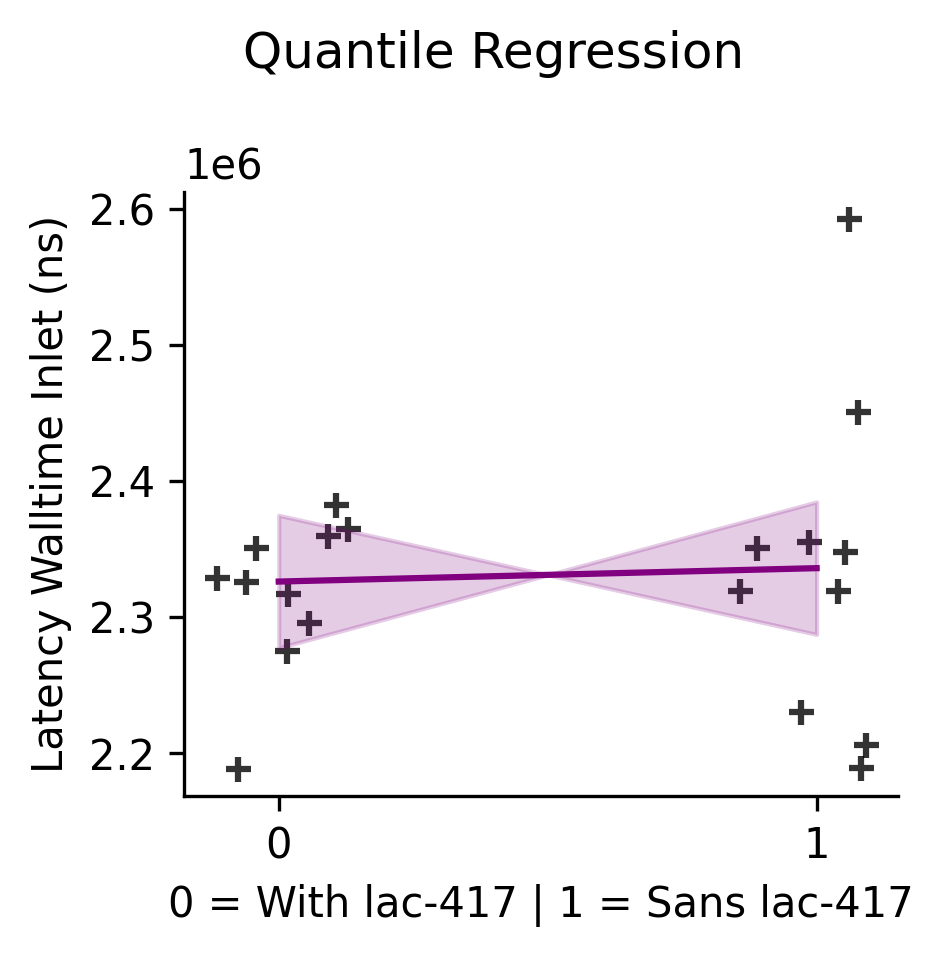 Quantile Regression
1e6
Latency Walltime Inlet (ns)
2.6
2.5
2.4
2.3
2.2
0 1
0 = With lac-417 | 1 = Sans lac-417